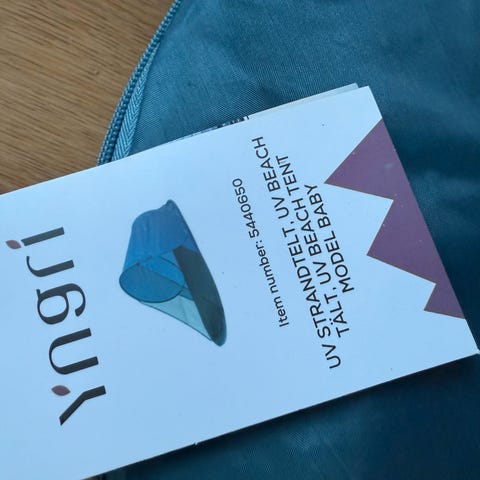 Yngri
Item number: 5440650
UV STRANDTELT, UV BEACH
TÄLT, UV BEACH TENT
MODEL BABY